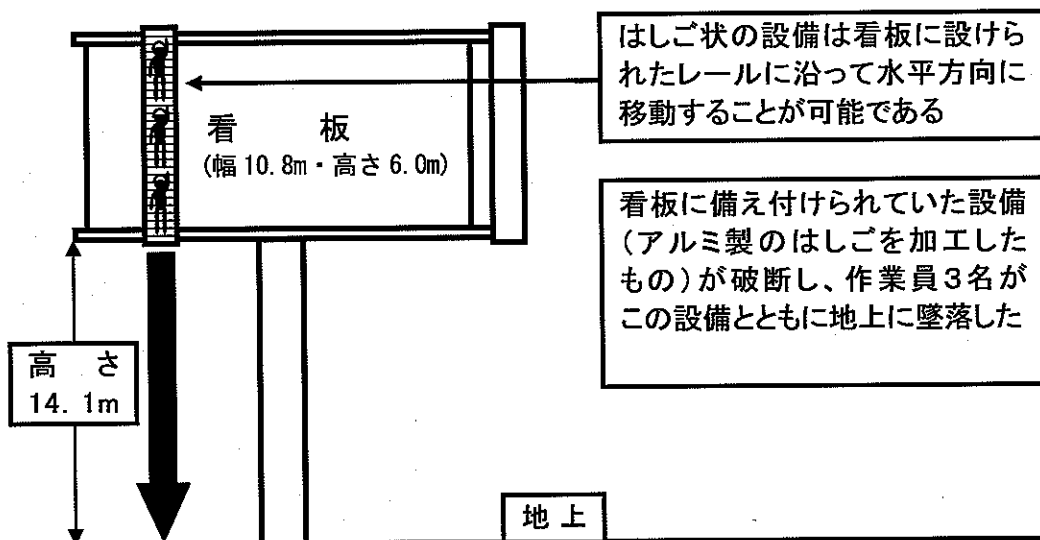 はしご状の設備は看板に設けら
れたレールに沿って水平方向に
移動することが可能である
看　板
(幅 10.8m・高さ 6.0m)
看板に備え付けられていた設備
(アルミ製のはしごを加工した
もの)が破断し、作業員3名が
この設備とともに地上に墜落した
高　さ
14.1m
地上